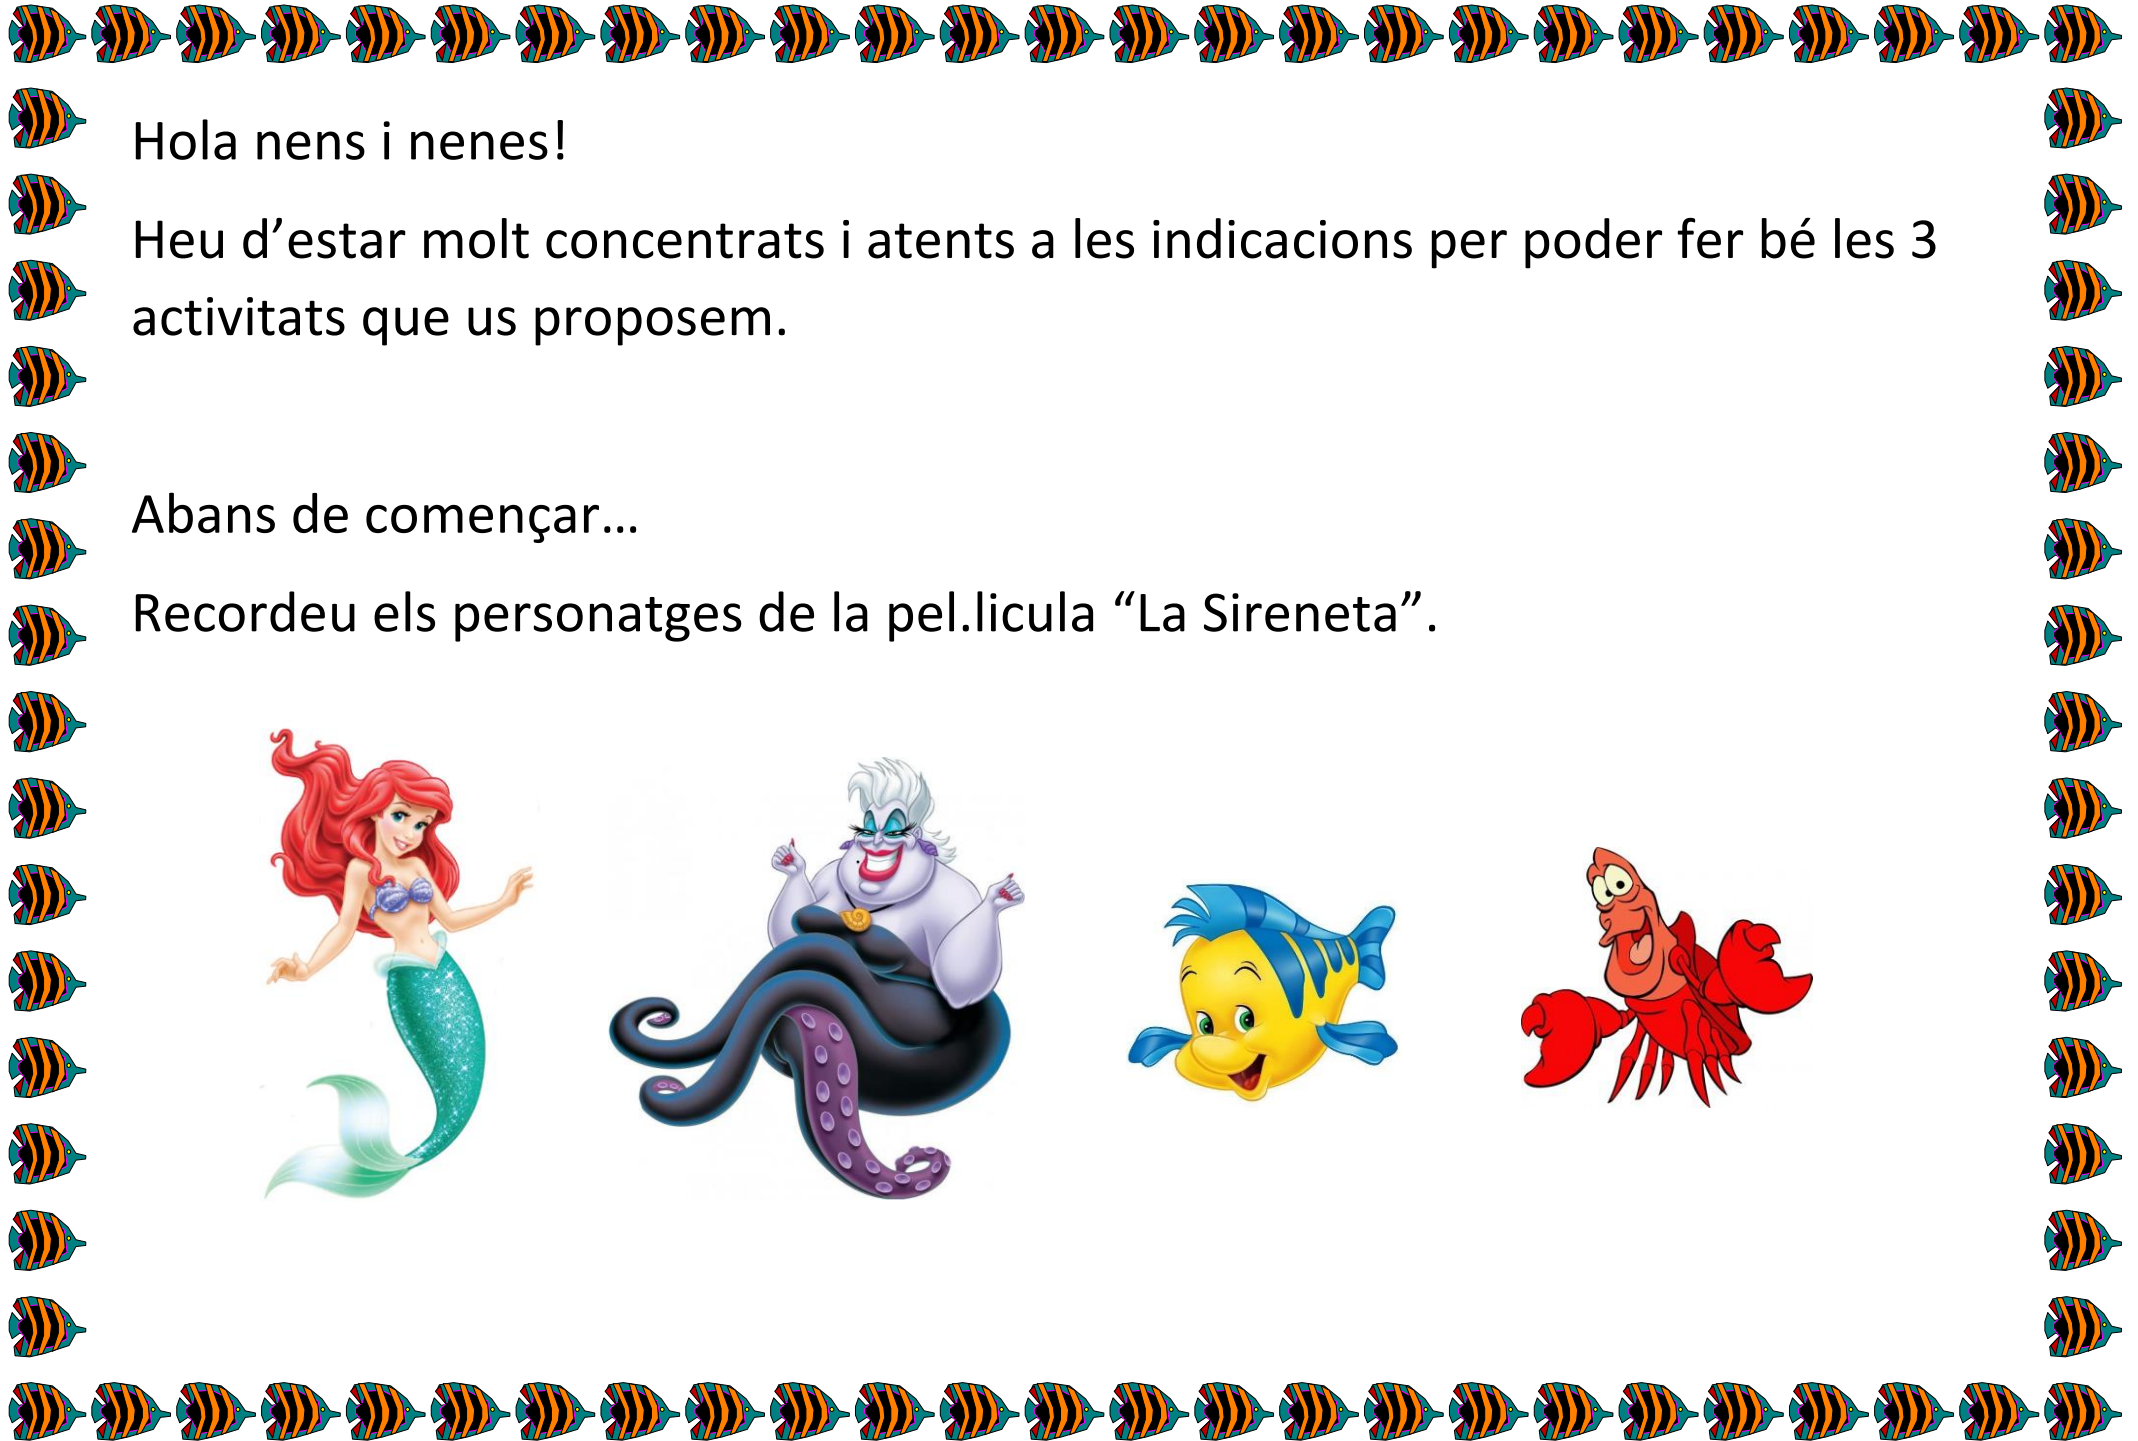 Hola nens i nenes!
Heu d’estar molt concentrats i atents a les indicacions per poder fer bé les 3
activitats que us proposem.
Abans de començar…
Recordeu els personatges de la pel.licula “La Sireneta”.